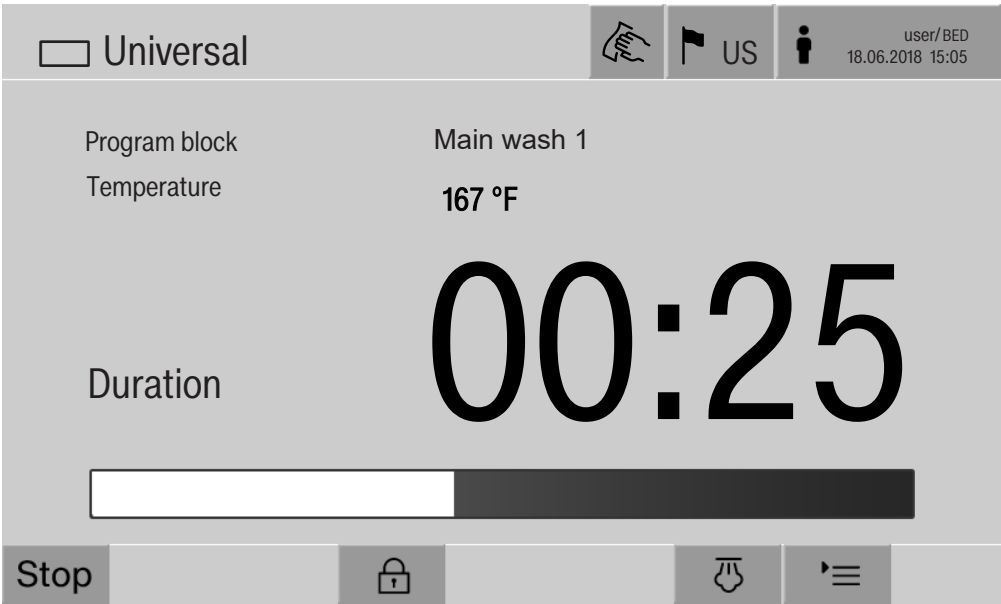 Universal
US
user/BED
18.06.2018 15:05
Program block
Main wash 1
Temperature
167 °F
Duration
00:25
Stop